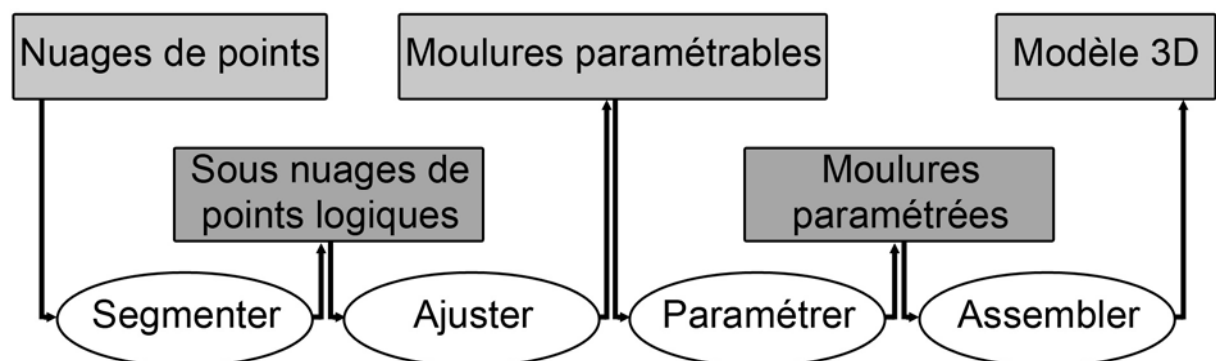 Nuages de points
Moulures paramétrables
Modèle 3D
Sous nuages de
points logiques
Moulures
paramétrées
Segmenter
Ajuster
Paramétrer
Assembler